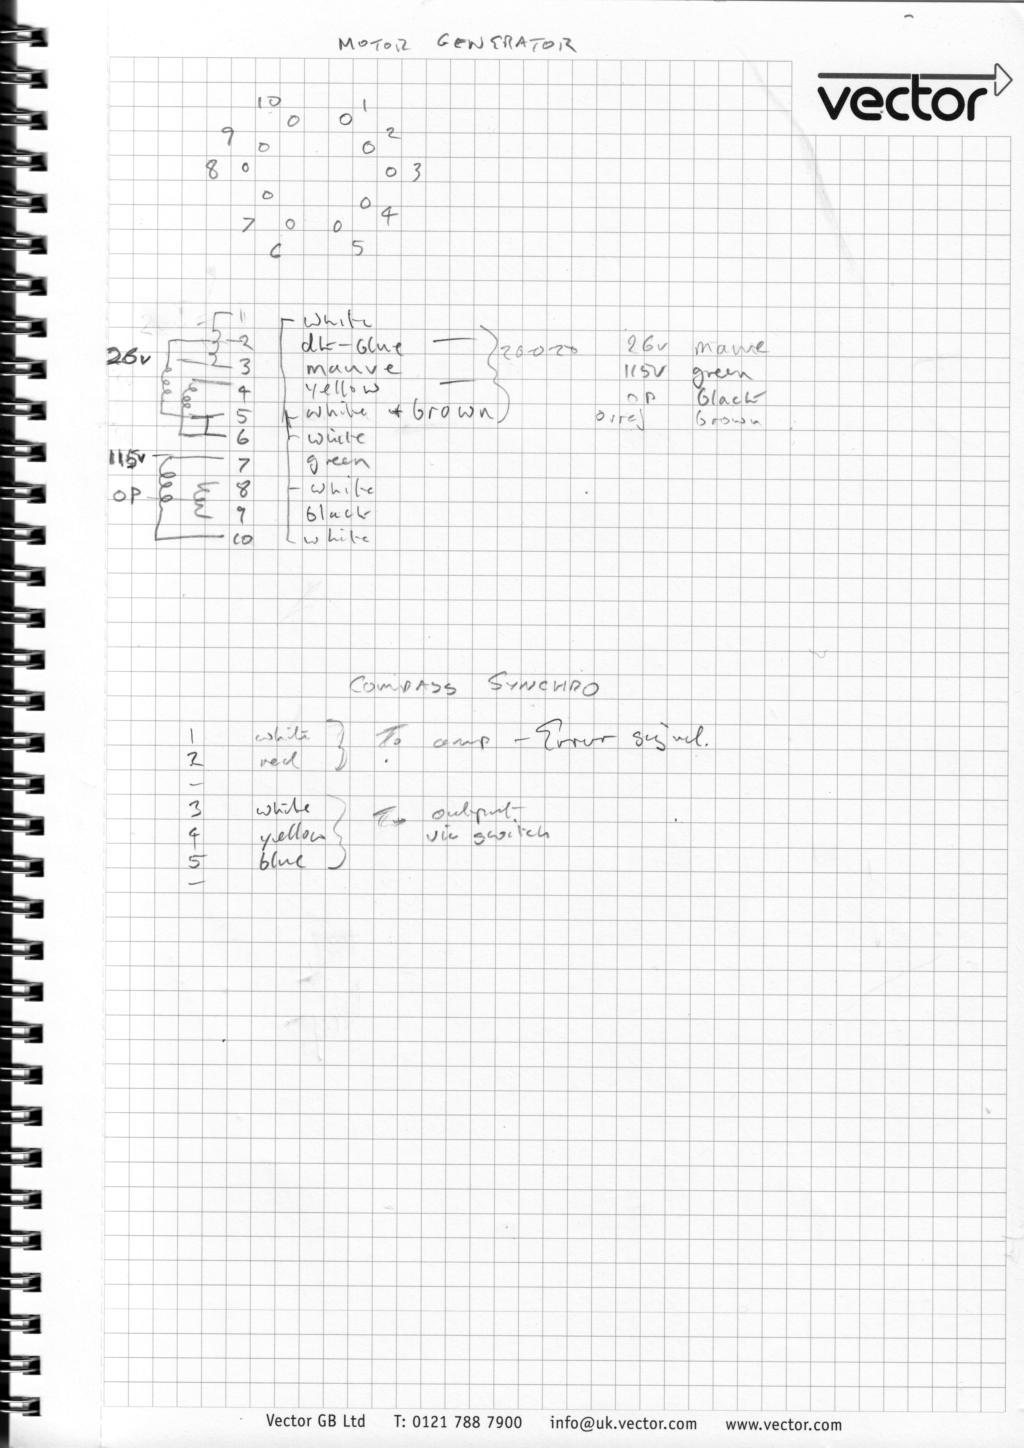 MOTOR GENERATOR
vector
10 1
9 2
8 3
7 4
6 5
1 white
2 dk-blue
26v 3 mauve
4 yellow
5 white + brown
6 white
115v 7 green
OP 8 white
9 black
10 white
26v mauve
115v green
OP black
brown
COMPASS SYNCHRO
1 white To amp - Error signal.
2 red
-
3 white To output
4 yellow via switch
5 blue
-
Vector GB Ltd T: 0121 788 7900 info@uk.vector.com www.vector.com